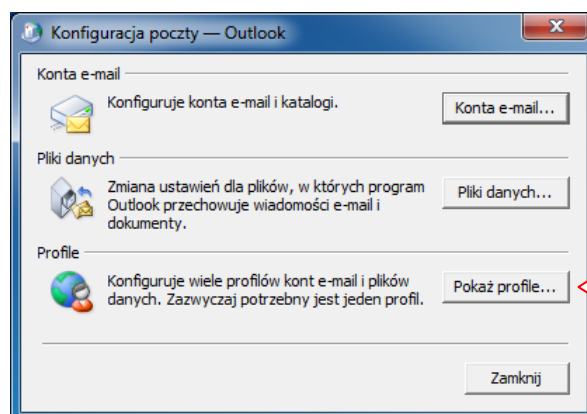 Konfiguracja poczty — Outlook
Konta e-mail
Konfiguruje konta e-mail i katalogi.
Konta e-mail...
Pliki danych
Zmiana ustawień dla plików, w których program
Outlook przechowuje wiadomości e-mail i
dokumenty.
Pliki danych...
Profile
Konfiguruje wiele profilów kont e-mail i plików
danych. Zazwyczaj potrzebny jest jeden profil.
Pokaż profile...
Zamknij